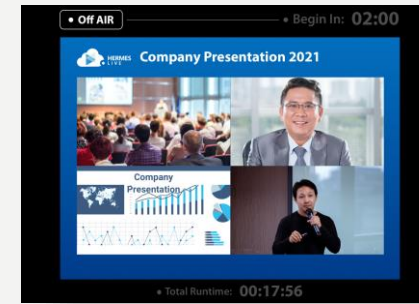 • Off AIR
• Begin In: 02:00
HERMES
• LIVE
Company Presentation 2021
Company
Presentation
• Total Runtime: 00:17:56